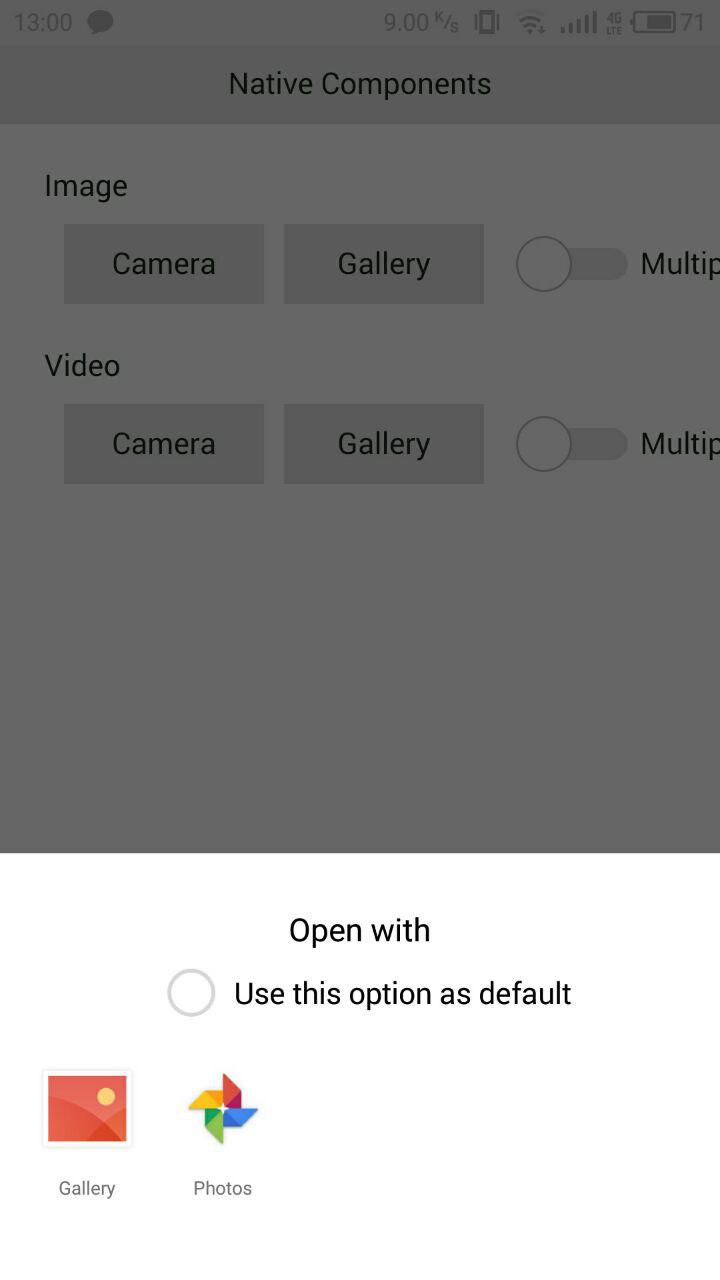 13:00 9.00 K/s 4G LTE 71
Native Components
Image
Camera Gallery Multip
Video
Camera Gallery Multip
Open with
Use this option as default
Gallery Photos